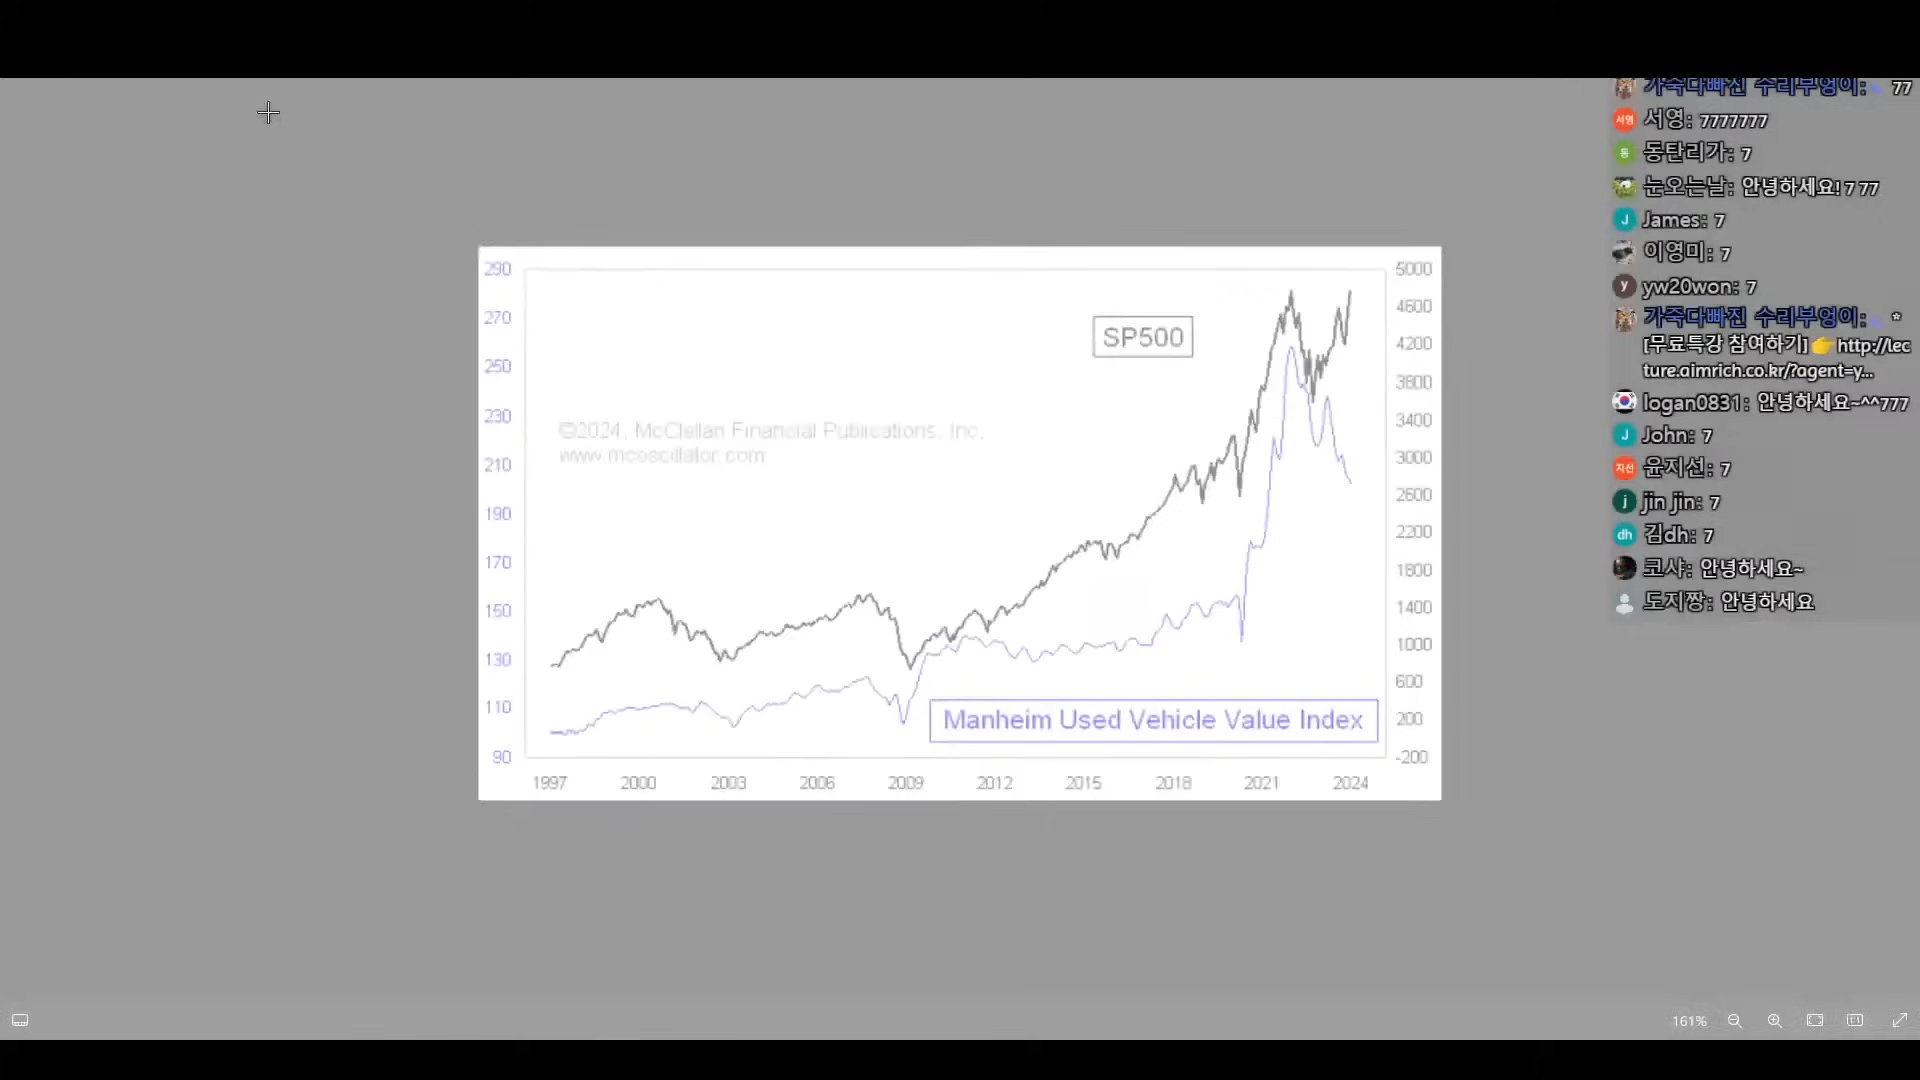 290
270
250
230
210
190
170
150
130
110
90
SP500
©2024, McClellan Financial Publications, Inc.
www.mcoscillator.com
Manheim Used Vehicle Value Index
5000
4600
4200
3800
3400
3000
2600
2200
1800
1400
1000
600
200
-200
1997 2000 2003 2006 2009 2012 2015 2018 2021 2024
가죽다빠진 수리부엉이: 77
서영 서영: 7777777
동 동탄리가: 7
눈오는날: 안녕하세요! 7 77
J James: 7
이영미: 7
y yw20won: 7
가죽다빠진 수리부엉이: ⭐
[무료특강 참여하기]👉http://lec
ture.aimrich.co.kr/?agent=y...
logan0831: 안녕하세요~^^777
J John: 7
지선 윤지선: 7
j jin jin: 7
dh 김dh: 7
코샤: 안녕하세요~
도지짱: 안녕하세요
161%